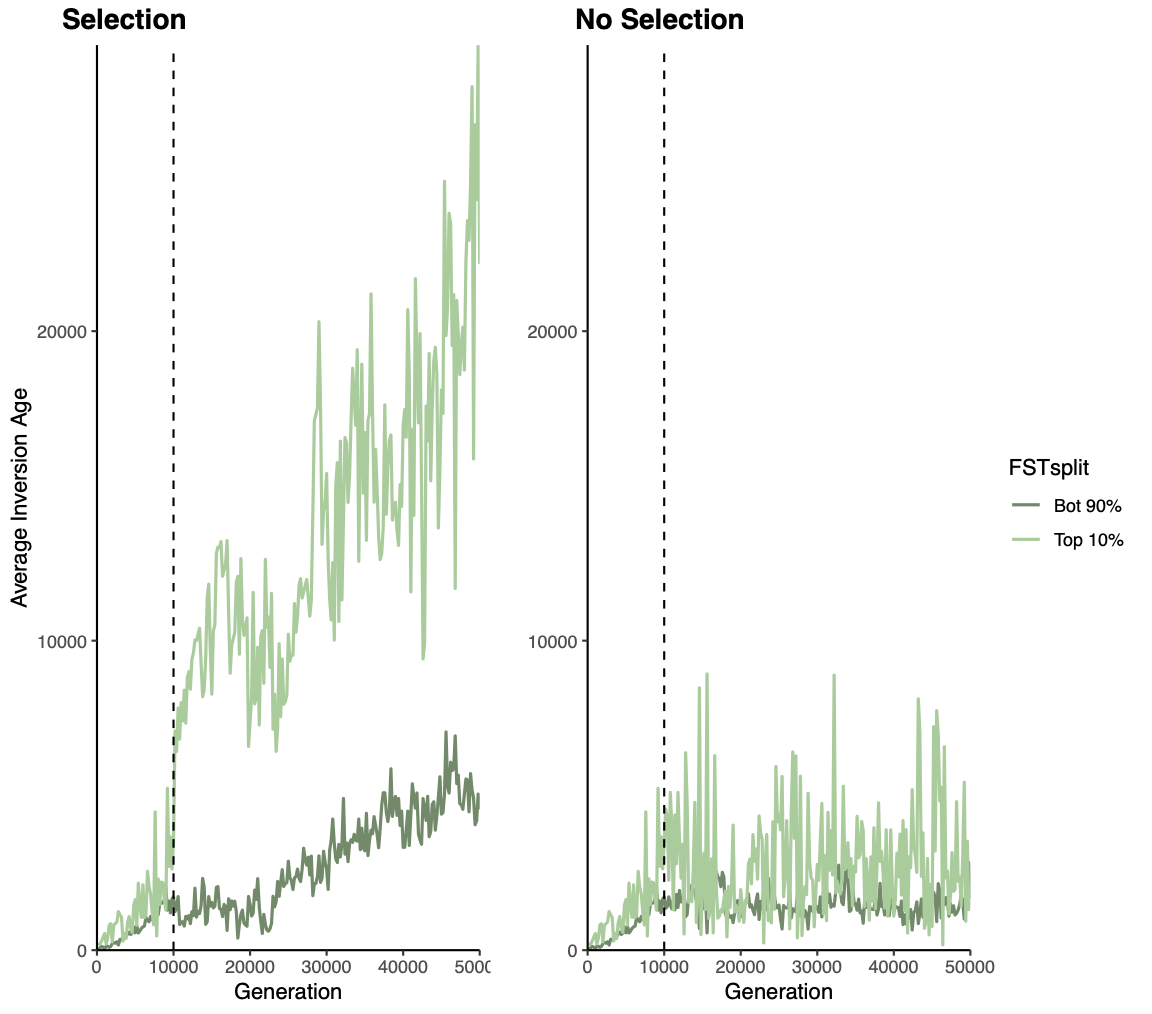 Selection
No Selection
Average Inversion Age
20000
10000
0
0 10000 20000 30000 40000 5000
Generation
20000
10000
0
0 10000 20000 30000 40000 50000
Generation
FSTsplit
Bot 90%
Top 10%